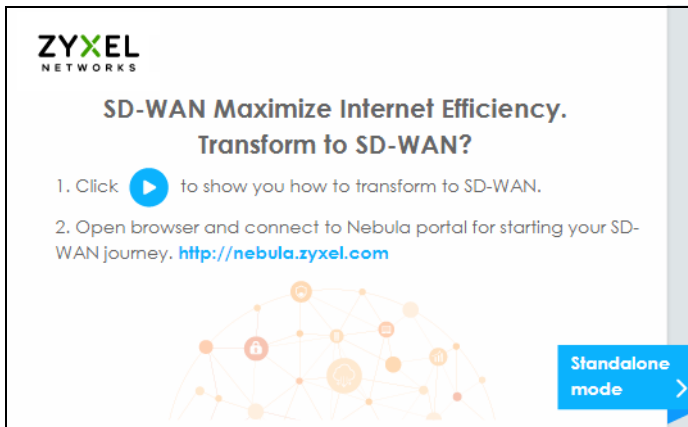 ZYXEL
NETWORKS
SD-WAN Maximize Internet Efficiency.
Transform to SD-WAN?
1. Click to show you how to transform to SD-WAN.
2. Open browser and connect to Nebula portal for starting your SD-
WAN journey. http://nebula.zyxel.com
Standalone
mode